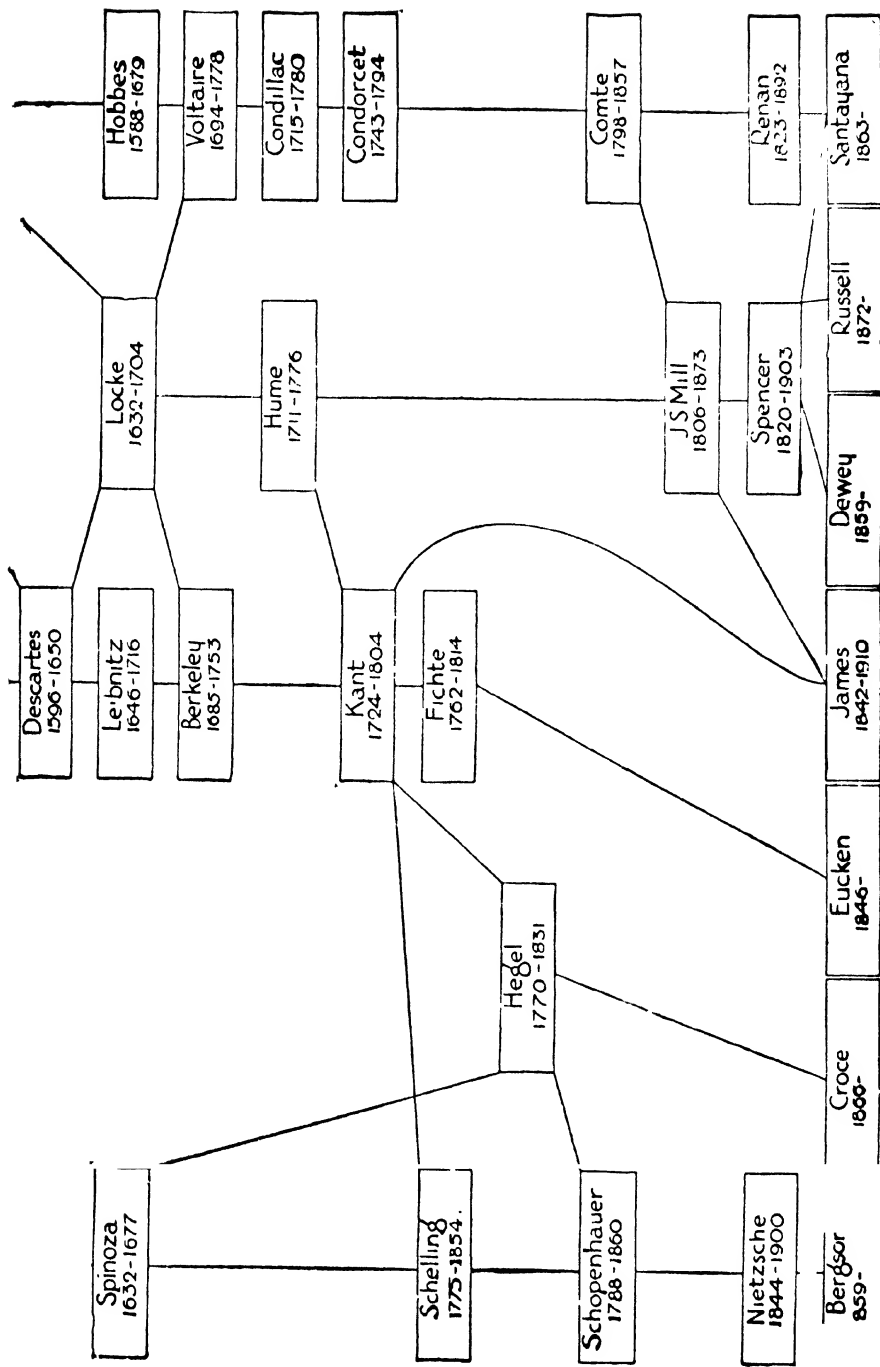 Descartes
1596-1650
Spinoza
1632-1677
Leibnitz
1646-1716
Locke
1632-1704
Hobbes
1588-1679
Berkeley
1685-1753
Voltaire
1694-1778
Hume
1711-1776
Condillac
1715-1780
Kant
1724-1804
Condorcet
1743-1794
Schelling
1775-1854.
Fichte
1762-1814
Hegel
1770-1831
Schopenhauer
1788-1860
Comte
1798-1857
J S Mill
1806-1873
Nietzsche
1844-1900
Spencer
1820-1903
Renan
1823-1892
Bergsor
859-
Croce
1866-
Eucken
1846-
James
1842-1910
Dewey
1859-
Russell
1872-
Santayana
1863-